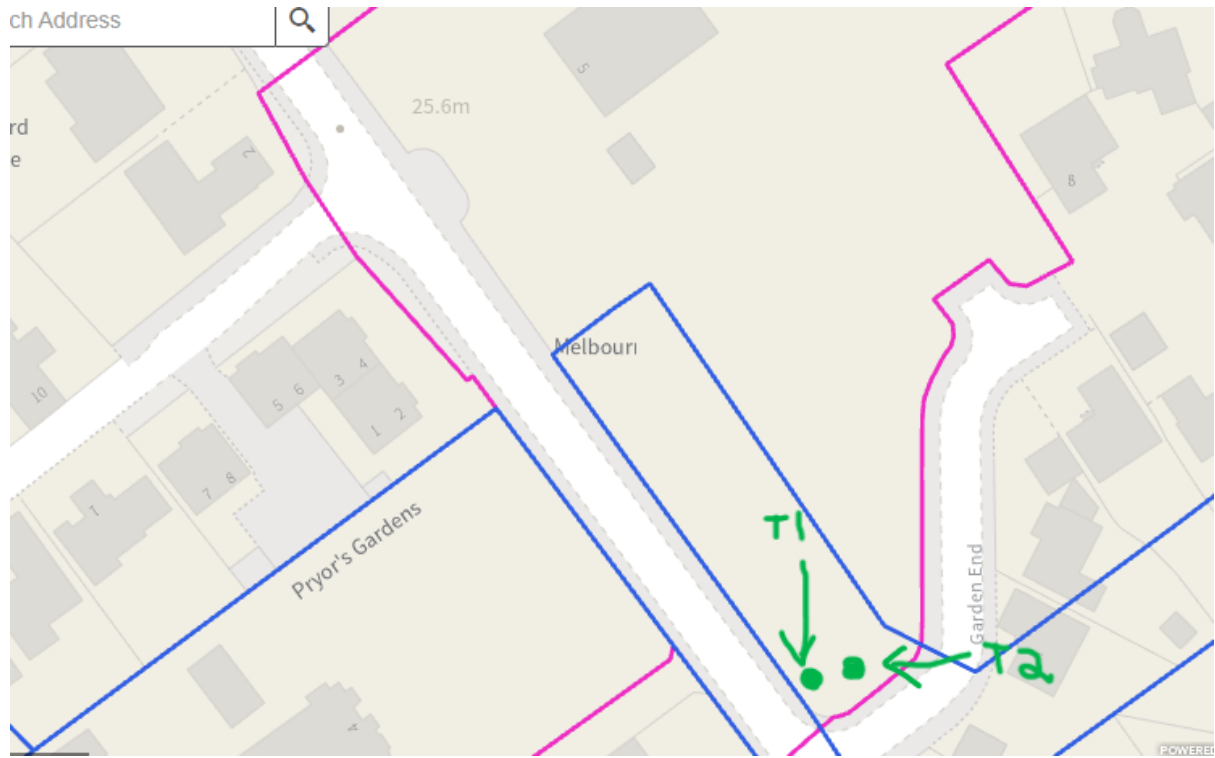 ch Address
25.6m
5
rd
e
2
8
Melbouri
10
5 6
3 4
1 2
7 8
1
Pryor's Gardens
T1
Garden End
T2
4
POWERED